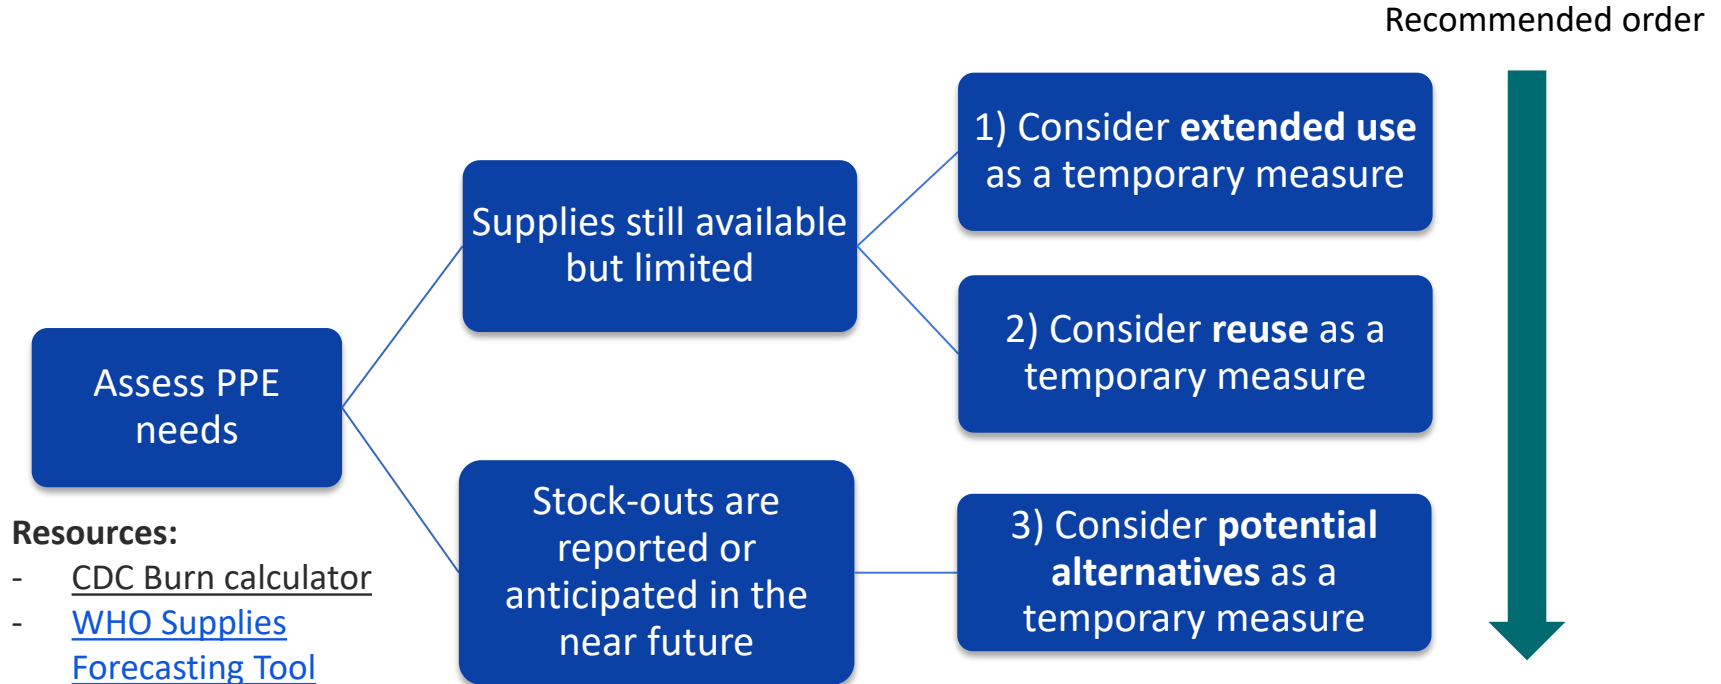 Recommended order
1) Consider extended use
as a temporary measure
Supplies still available
but limited
2) Consider reuse as a
temporary measure
Assess PPE
needs
Stock-outs are
reported or
anticipated in the
near future
3) Consider potential
alternatives as a
temporary measure
Resources:
- CDC Burn calculator
- WHO Supplies
Forecasting Tool